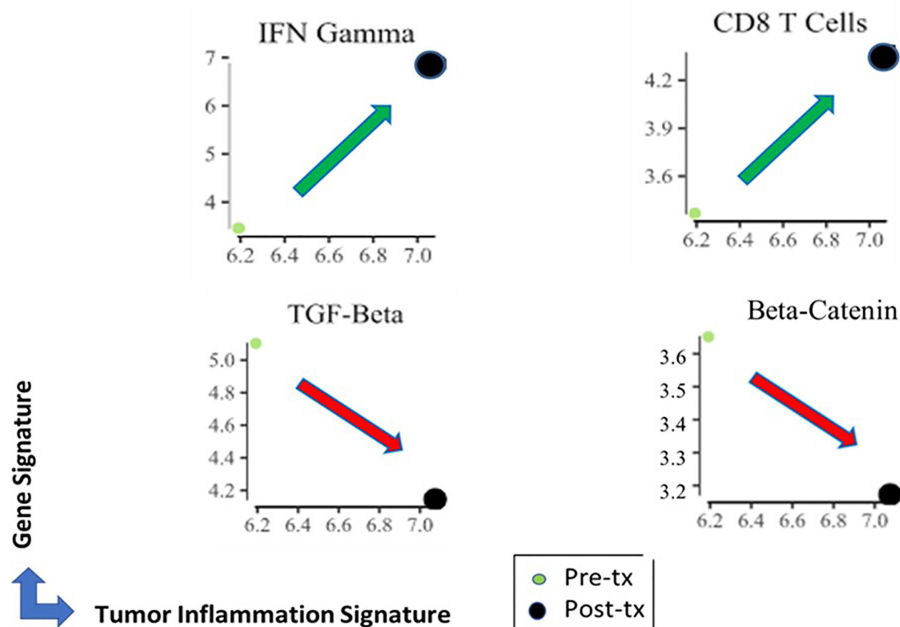 IFN Gamma
7
6
5
4
6.2 6.4 6.6 6.8 7.0
CD8 T Cells
4.2
3.9
3.6
6.2 6.4 6.6 6.8 7.0
TGF-Beta
5.0
4.8
4.6
4.4
4.2
6.2 6.4 6.6 6.8 7.0
Beta-Catenin
3.6
3.5
3.4
3.3
3.2
6.2 6.4 6.6 6.8 7.0
Gene Signature
Tumor Inflammation Signature
Pre-tx
Post-tx